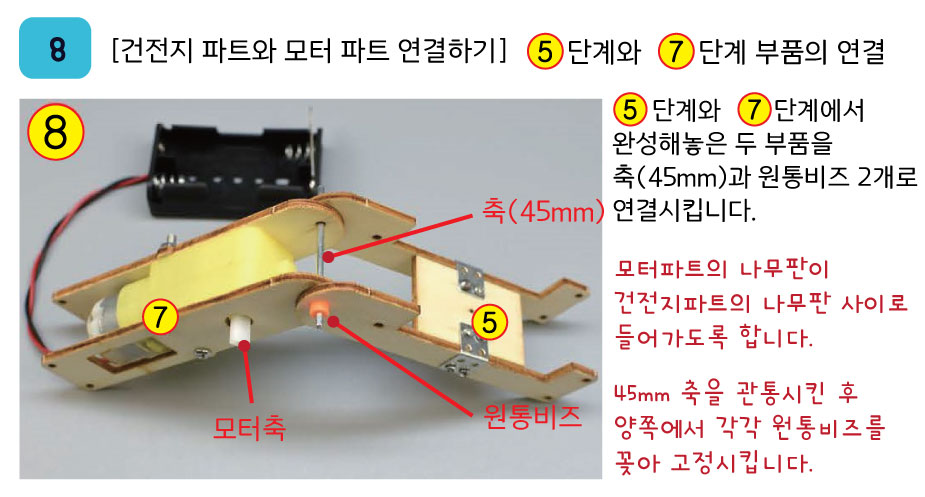 8 [건전지 파트와 모터 파트 연결하기] ⑤단계와 ⑦단계 부품의 연결
8
축(45mm)
7
5
모터축
원통비즈
⑤단계와 ⑦단계에서
완성해놓은 두 부품을
축(45mm)과 원통비즈 2개로
연결시킵니다.
모터파트의 나무판이
건전지파트의 나무판 사이로
들어가도록 합니다.
45mm 축을 관통시킨 후
양쪽에서 각각 원통비즈를
꽂아 고정시킵니다.